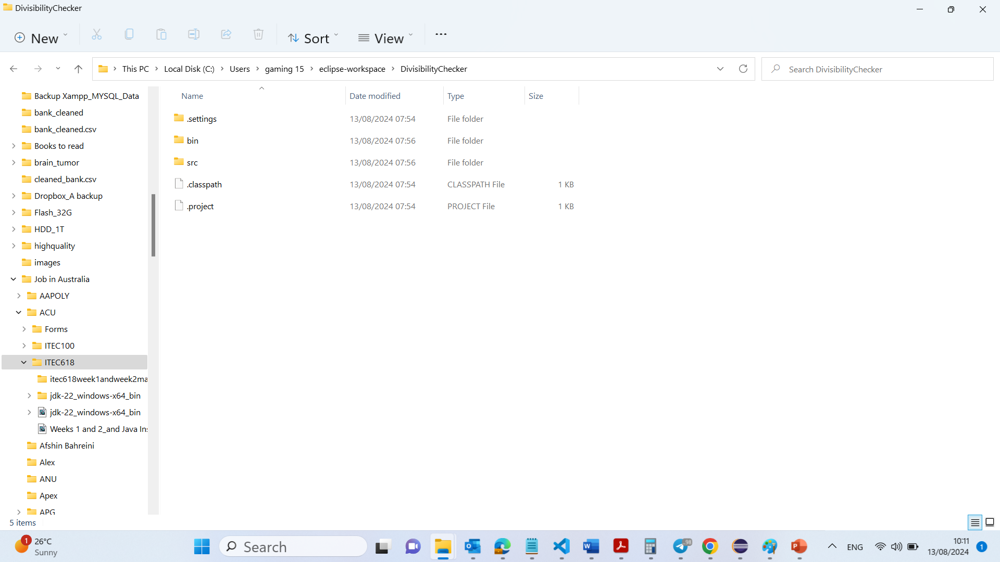 DivisibilityChecker
New
Sort
View
This PC > Local Disk (C:) > Users > gaming 15 > eclipse-workspace > DivisibilityChecker
Search DivisibilityChecker
Name Date modified Type Size
.settings 13/08/2024 07:54 File folder
bin 13/08/2024 07:56 File folder
src 13/08/2024 07:56 File folder
.classpath 13/08/2024 07:54 CLASSPATH File 1 KB
.project 13/08/2024 07:54 PROJECT File 1 KB
Backup Xampp_MYSQL_Data
bank_cleaned
bank_cleaned.csv
Books to read
brain_tumor
cleaned_bank.csv
Dropbox_A backup
Flash_32G
HDD_1T
highquality
images
Job in Australia
AAPOLY
ACU
Forms
ITEC100
ITEC618
itec618week1andweek2ma
jdk-22_windows-x64_bin
jdk-22_windows-x64_bin
Weeks 1 and 2_and Java Ins
Afshin Bahreini
Alex
ANU
Apex
APG
5 items
1
26°C
Sunny
Search
98
ENG
10:11
13/08/2024
1